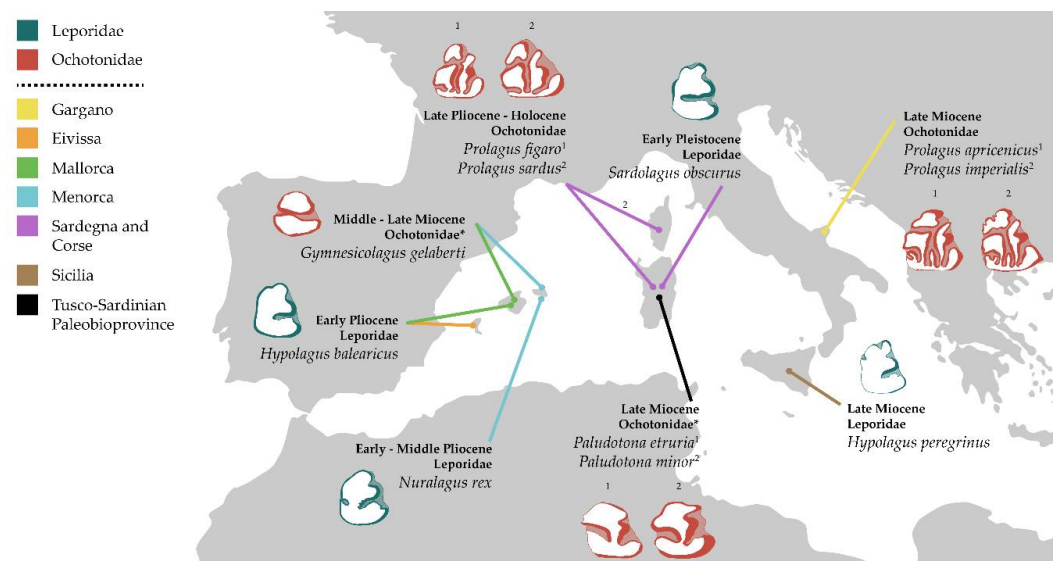 Leporidae
Ochotonidae
Gargano
Eivissa
Mallorca
Menorca
Sardegna and
Corse
Sicilia
Tusco-Sardinian
Paleobioprovince
1 2
Late Pliocene - Holocene
Ochotonidae
Prolagus figaro¹
Prolagus sardus²
Early Pleistocene
Leporidae
Sardolagus obscurus
2
Late Miocene
Ochotonidae
Prolagus apricenicus¹
Prolagus imperialis²
1 2
Middle - Late Miocene
Ochotonidae*
Gymnesicolagus gelaberti
Early Pliocene
Leporidae
Hypolagus balearicus
Early - Middle Pliocene
Leporidae
Nuralagus rex
Late Miocene
Ochotonidae*
Paludotona etruria¹
Paludotona minor²
1 2
Late Miocene
Leporidae
Hypolagus peregrinus